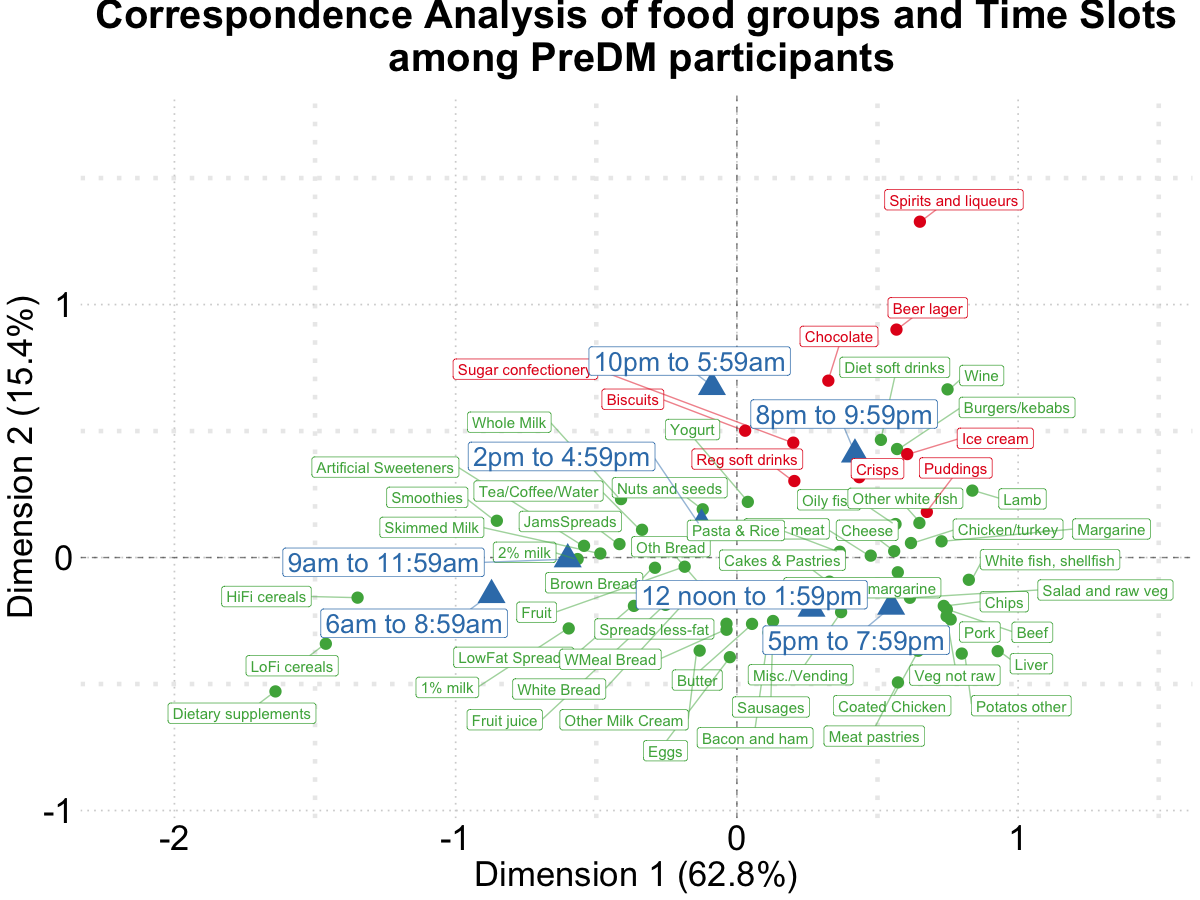 Correspondence Analysis of food groups and Time Slots
among PreDM participants
Spirits and liqueurs
1
Beer lager
Chocolate
10pm to 5:59am
Sugar confectionery
Diet soft drinks
Wine
Biscuits
8pm to 9:59pm
Burgers/kebabs
Whole Milk
Yogurt
Ice cream
2pm to 4:59pm
Reg soft drinks
Artificial Sweeteners
Crisps
Puddings
Tea/Coffee/Water
Nuts and seeds
Smoothies
Oily fis
Other white fish
Lamb
JamsSpreads
Skimmed Milk
Pasta & Rice
meat
Cheese
Chicken/turkey
Margarine
2% milk
Oth Bread
0
9am to 11:59am
Cakes & Pastries
White fish, shellfish
Brown Bread
margarine
Salad and raw veg
HiFi cereals
12 noon to 1:59pm
Chips
Fruit
6am to 8:59am
Spreads less-fat
5pm to 7:59pm
Pork
Beef
LoFi cereals
LowFat Spread
WMeal Bread
Liver
Butter
Misc./Vending
Veg not raw
1% milk
White Bread
Dietary supplements
Sausages
Coated Chicken
Potatos other
Fruit juice
Other Milk Cream
Bacon and ham
Meat pastries
Eggs
-1
-2
-1
0
1
Dimension 1 (62.8%)
Dimension 2 (15.4%)